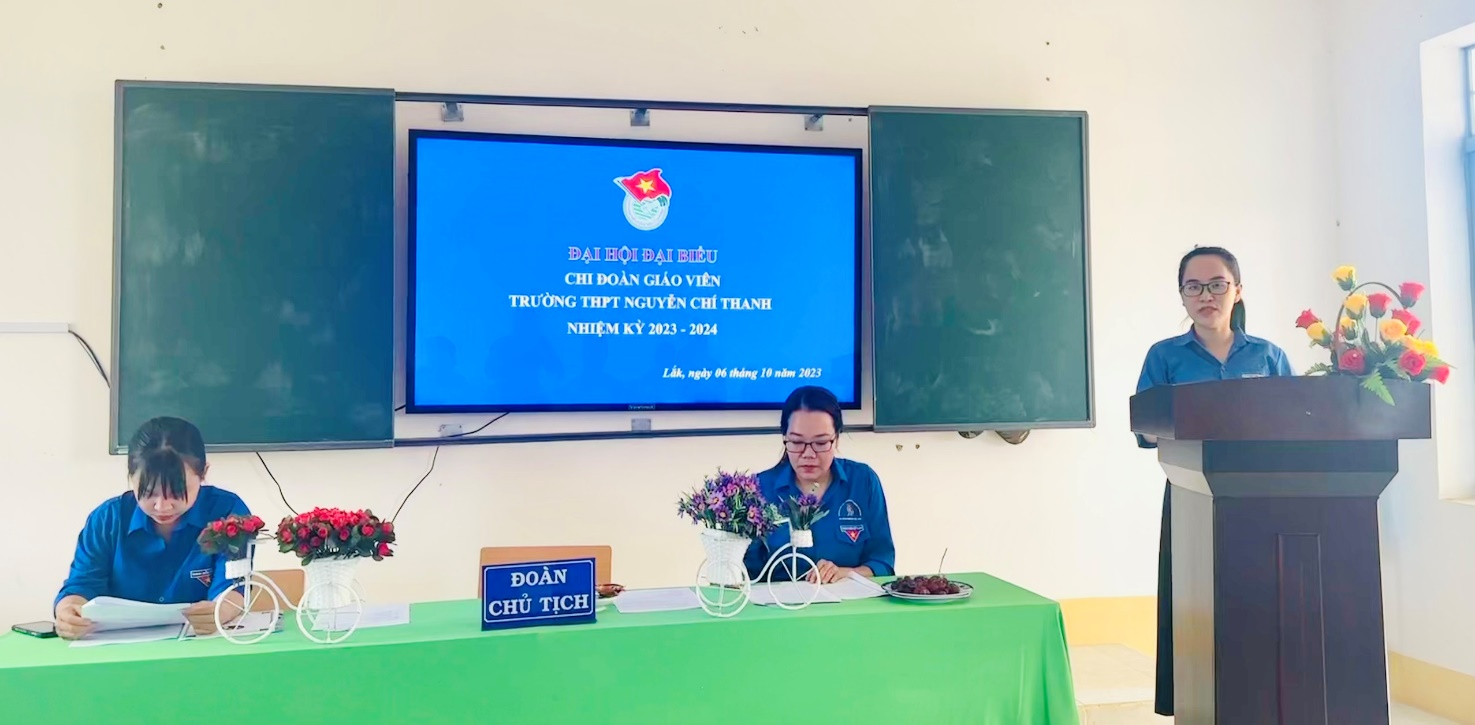 ĐẠI HỘI ĐẠI BIỂU
CHI ĐOÀN GIÁO VIÊN
TRƯỜNG THPT NGUYỄN CHÍ THANH
NHIỆM KỲ 2023 - 2024
Lắk, ngày 06 tháng 10 năm 2023
ĐOÀN
CHỦ TỊCH